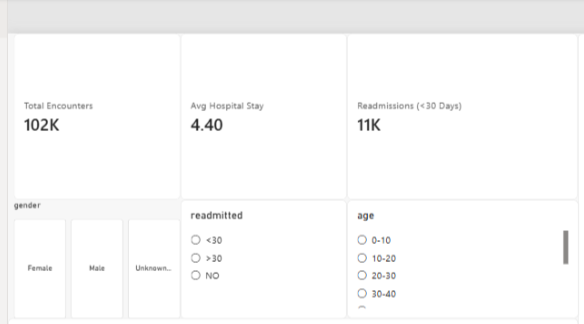 Total Encounters
102K
Avg Hospital Stay
4.40
Readmissions (<30 Days)
11K
gender
Female
Male
Unknown...
readmitted
<30
>30
NO
age
0-10
10-20
20-30
30-40